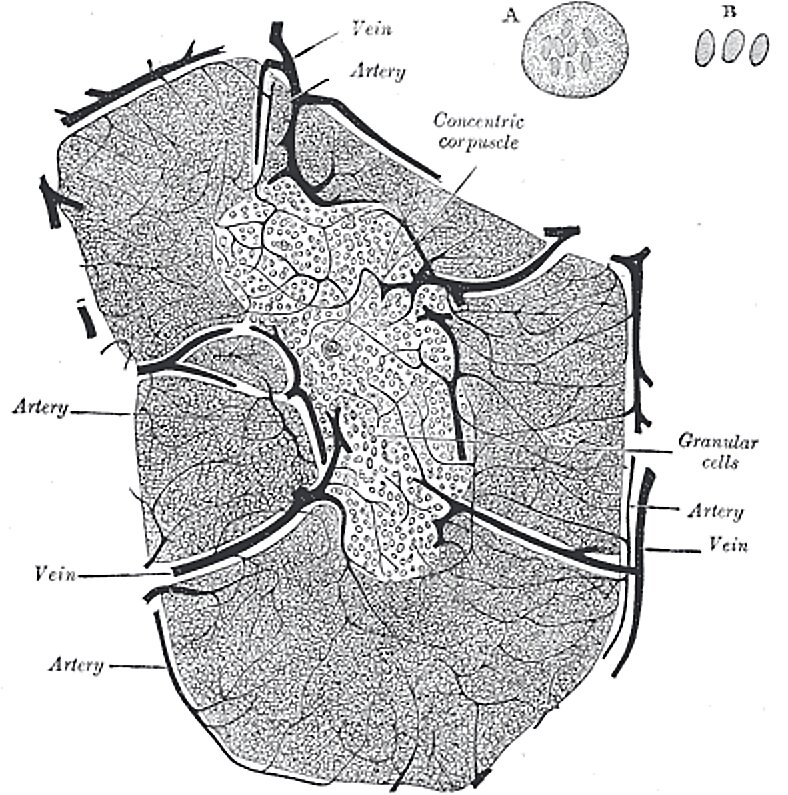 A
B
Vein
Artery
Concentric
corpuscle
Artery
Granular
cells
Artery
Vein
Vein
Artery